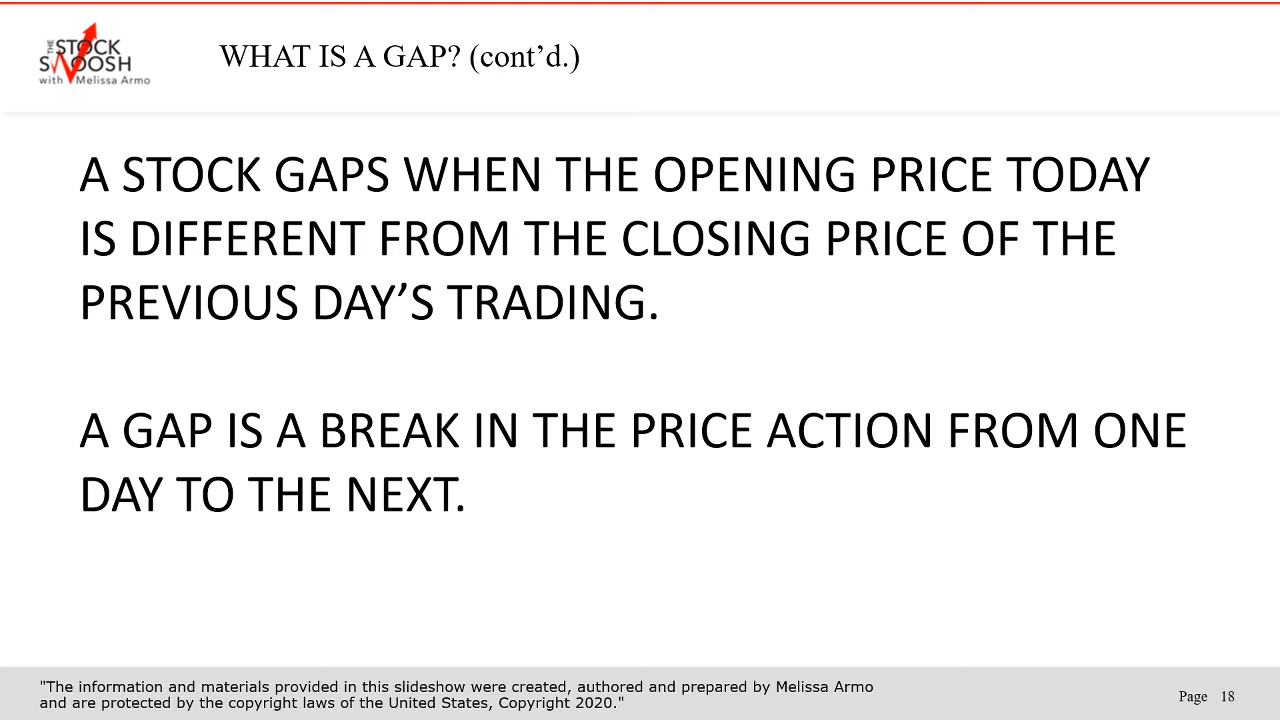 THE STOCK
SWOOSH
with Melissa Armo
WHAT IS A GAP? (cont’d.)
A STOCK GAPS WHEN THE OPENING PRICE TODAY
IS DIFFERENT FROM THE CLOSING PRICE OF THE
PREVIOUS DAY’S TRADING.
A GAP IS A BREAK IN THE PRICE ACTION FROM ONE
DAY TO THE NEXT.
"The information and materials provided in this slideshow were created, authored and prepared by Melissa Armo
and are protected by the copyright laws of the United States, Copyright 2020."
Page 18